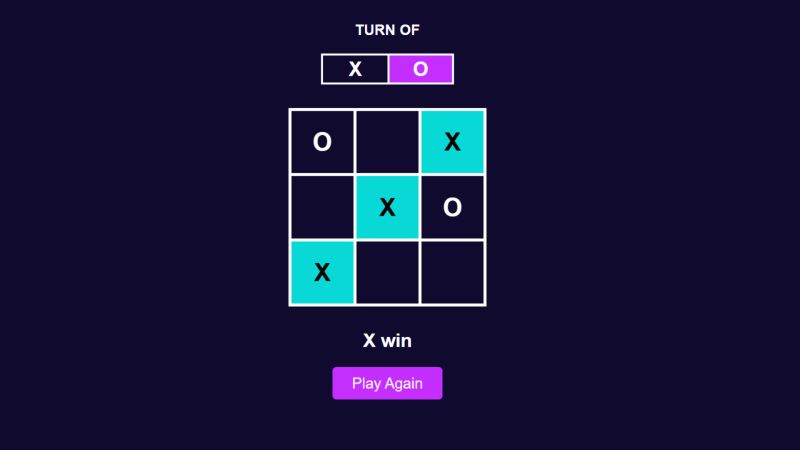 TURN OF
X O
O X
X O
X
X win
Play Again